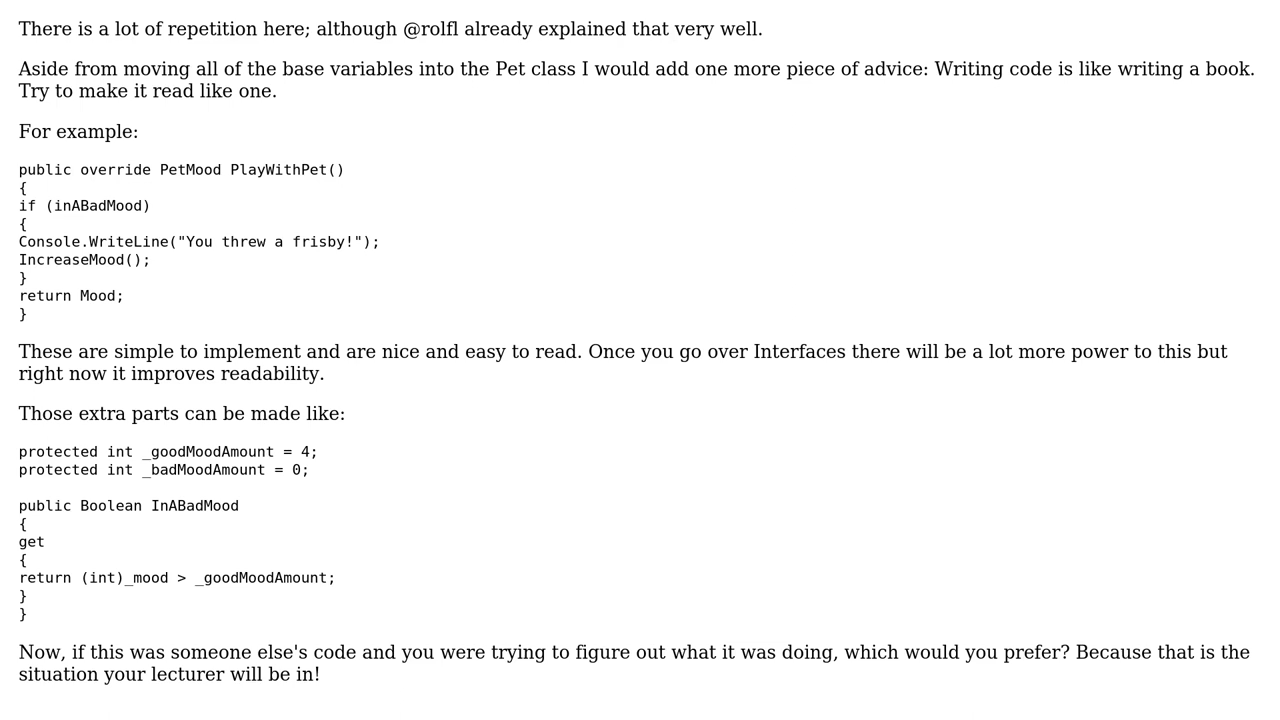 There is a lot of repetition here; although @rolfl already explained that very well.
Aside from moving all of the base variables into the Pet class I would add one more piece of advice: Writing code is like writing a book.
Try to make it read like one.
For example:
public override PetMood PlayWithPet()
{
if (inABadMood)
{
Console.WriteLine("You threw a frisby!");
IncreaseMood();
}
return Mood;
}
These are simple to implement and are nice and easy to read. Once you go over Interfaces there will be a lot more power to this but
right now it improves readability.
Those extra parts can be made like:
protected int _goodMoodAmount = 4;
protected int _badMoodAmount = 0;
public Boolean InABadMood
{
get
{
return (int)_mood > _goodMoodAmount;
}
}
Now, if this was someone else's code and you were trying to figure out what it was doing, which would you prefer? Because that is the
situation your lecturer will be in!